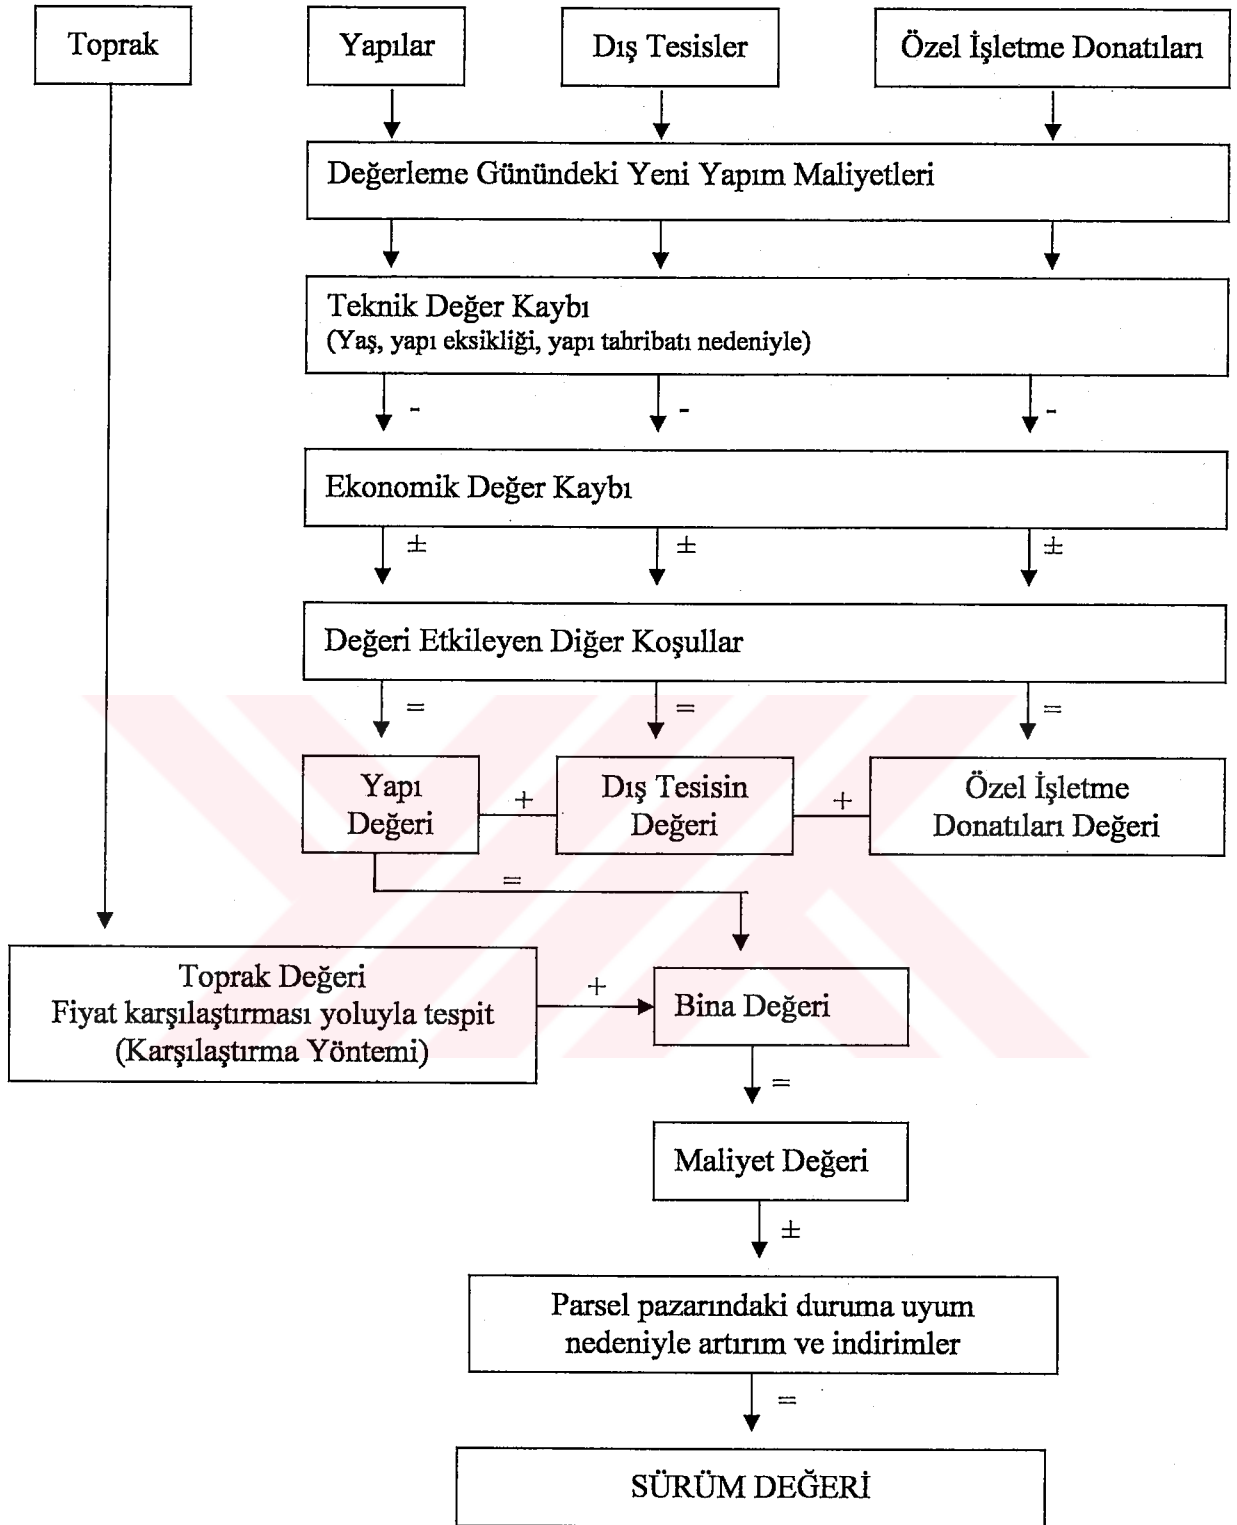 Toprak
Yapılar
Dış Tesisler
Özel İşletme Donatıları
Değerleme Günündeki Yeni Yapım Maliyetleri
Teknik Değer Kaybı
(Yaş, yapı eksikliği, yapı tahribatı nedeniyle)
- - -
Ekonomik Değer Kaybı
± ± ±
Değeri Etkileyen Diğer Koşullar
= = =
Yapı
Değeri
+
Dış Tesisin
Değeri
+
Özel İşletme
Donatıları Değeri
=
Toprak Değeri
Fiyat karşılaştırması yoluyla tespit
(Karşılaştırma Yöntemi)
+
Bina Değeri
=
Maliyet Değeri
±
Parsel pazarındaki duruma uyum
nedeniyle artırım ve indirimler
=
SÜRÜM DEĞERİ